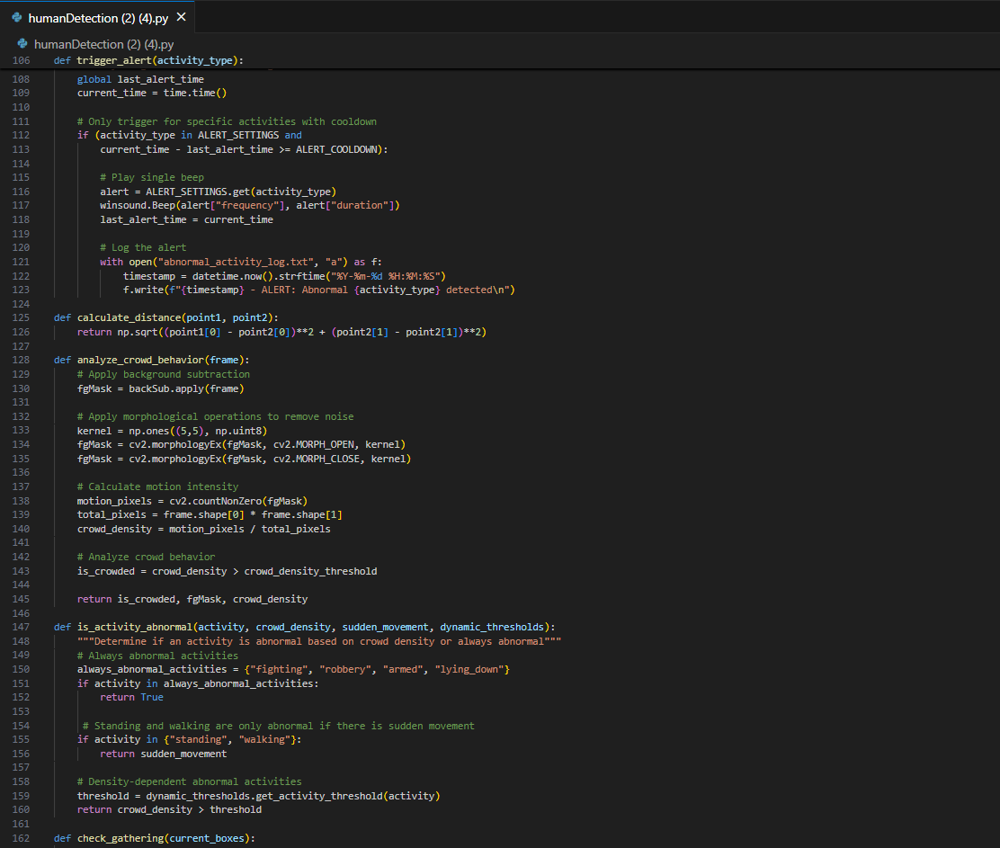 humanDetection (2) (4).py ×
humanDetection (2) (4).py
106 def trigger_alert(activity_type):
108 global last_alert_time
109 current_time = time.time()
110
111 # Only trigger for specific activities with cooldown
112 if (activity_type in ALERT_SETTINGS and
113 current_time - last_alert_time >= ALERT_COOLDOWN):
114
115 # Play single beep
116 alert = ALERT_SETTINGS.get(activity_type)
117 winsound.Beep(alert["frequency"], alert["duration"])
118 last_alert_time = current_time
119
120 # Log the alert
121 with open("abnormal_activity_log.txt", "a") as f:
122 timestamp = datetime.now().strftime("%Y-%m-%d %H:%M:%S")
123 f.write(f"{timestamp} - ALERT: Abnormal {activity_type} detected\n")
124
125 def calculate_distance(point1, point2):
126 return np.sqrt((point1[0] - point2[0])**2 + (point2[1] - point2[1])**2)
127
128 def analyze_crowd_behavior(frame):
129 # Apply background subtraction
130 fgMask = backSub.apply(frame)
131
132 # Apply morphological operations to remove noise
133 kernel = np.ones((5,5), np.uint8)
134 fgMask = cv2.morphologyEx(fgMask, cv2.MORPH_OPEN, kernel)
135 fgMask = cv2.morphologyEx(fgMask, cv2.MORPH_CLOSE, kernel)
136
137 # Calculate motion intensity
138 motion_pixels = cv2.countNonZero(fgMask)
139 total_pixels = frame.shape[0] * frame.shape[1]
140 crowd_density = motion_pixels / total_pixels
141
142 # Analyze crowd behavior
143 is_crowded = crowd_density > crowd_density_threshold
144
145 return is_crowded, fgMask, crowd_density
146
147 def is_activity_abnormal(activity, crowd_density, sudden_movement, dynamic_thresholds):
148 """Determine if an activity is abnormal based on crowd density or always abnormal"""
149 # Always abnormal activities
150 always_abnormal_activities = {"fighting", "robbery", "armed", "lying_down"}
151 if activity in always_abnormal_activities:
152 return True
153
154 # Standing and walking are only abnormal if there is sudden movement
155 if activity in {"standing", "walking"}:
156 return sudden_movement
157
158 # Density-dependent abnormal activities
159 threshold = dynamic_thresholds.get_activity_threshold(activity)
160 return crowd_density > threshold
161
162 def check_gathering(current_boxes):